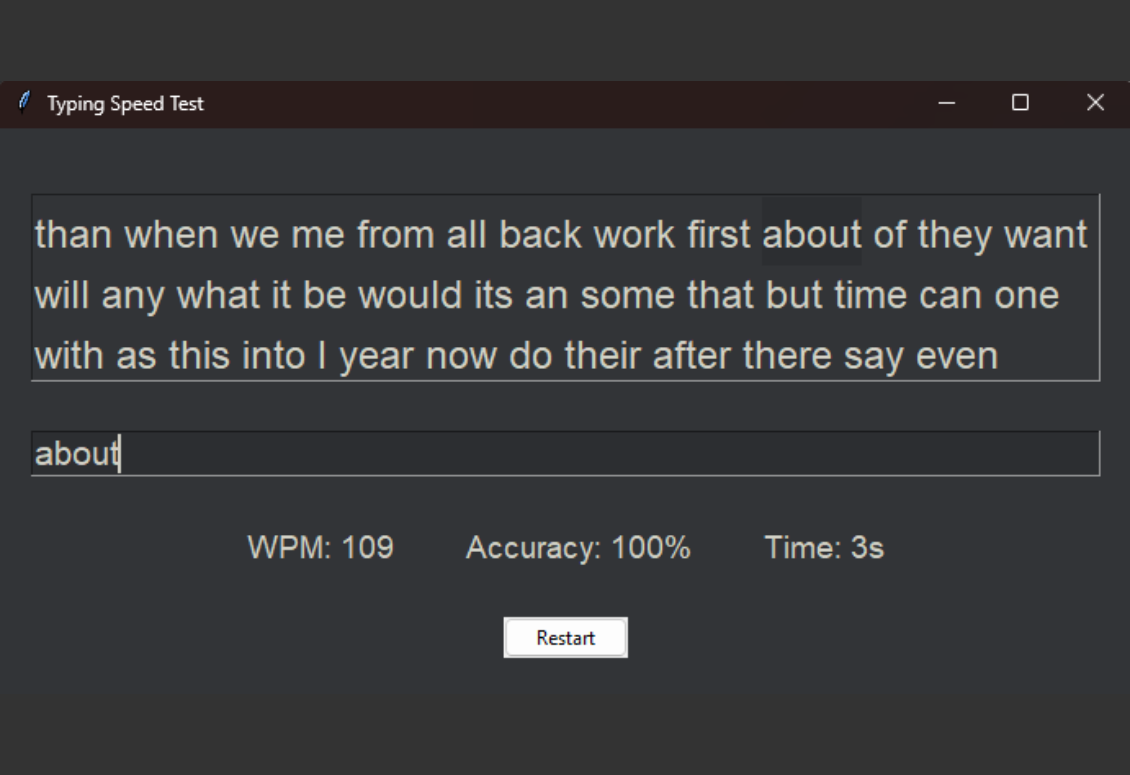 Typing Speed Test
than when we me from all back work first about of they want
will any what it be would its an some that but time can one
with as this into I year now do their after there say even
about
WPM: 109 Accuracy: 100% Time: 3s
Restart